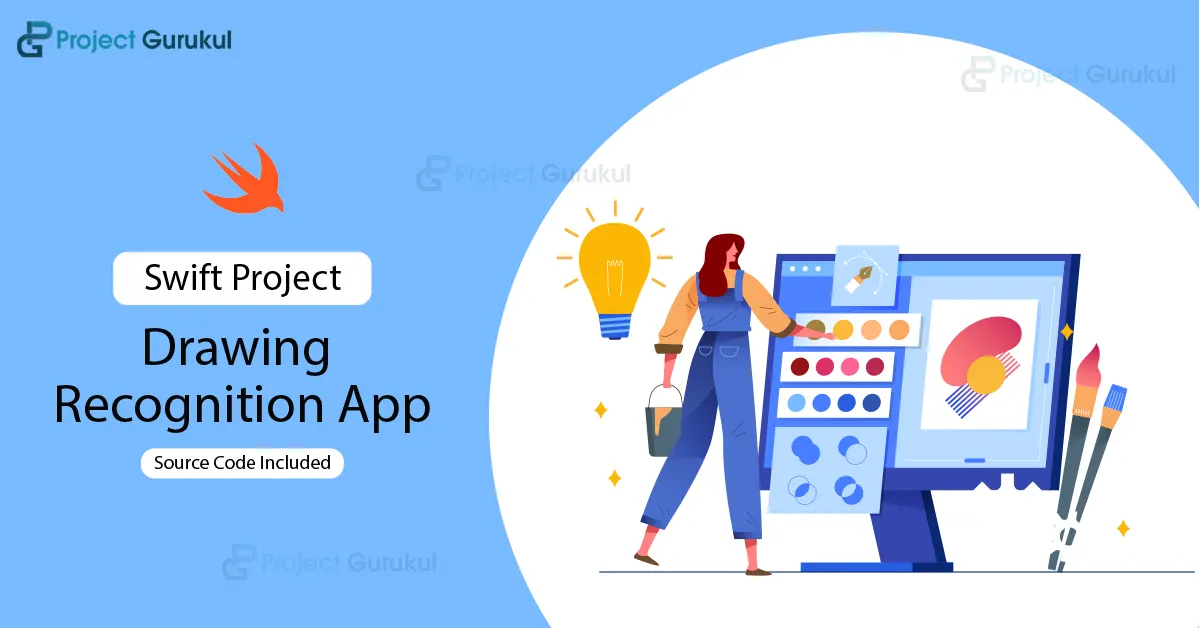 Project Gurukul
Project Gurukul
Project Gurukul
Swift Project
Drawing
Recognition App
Source Code Included
Project Gurukul